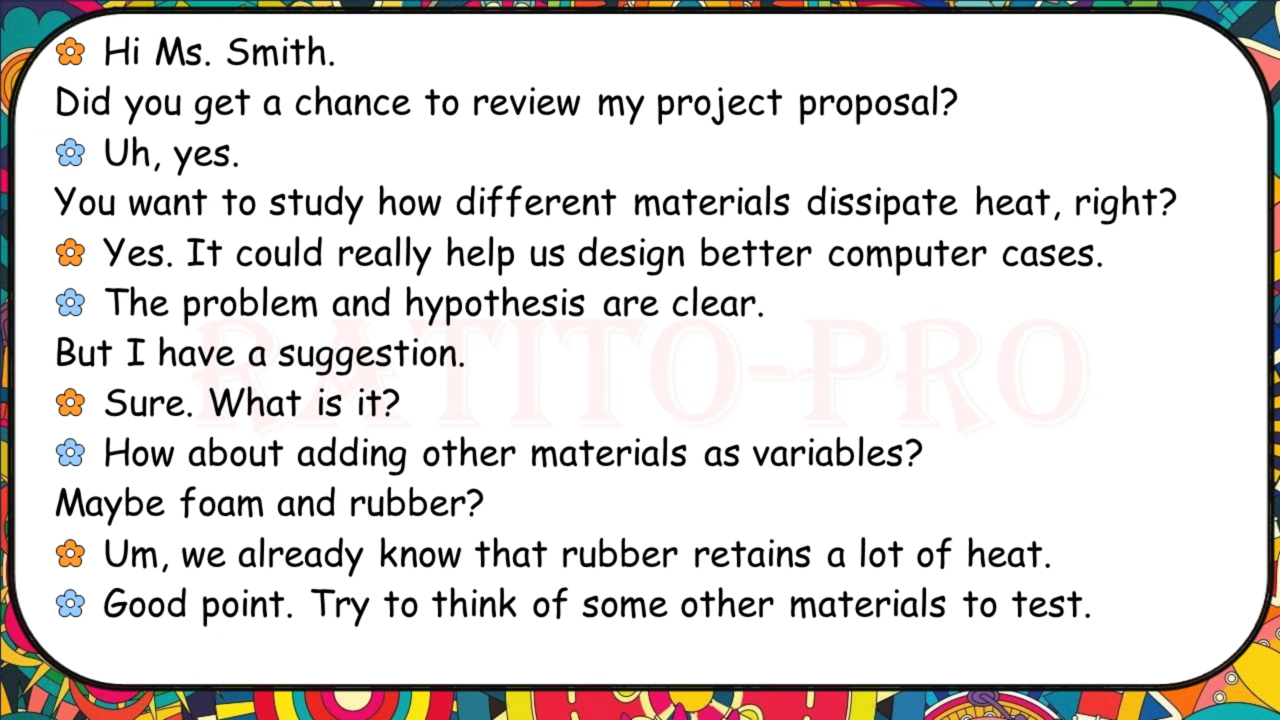 Hi Ms. Smith.
Did you get a chance to review my project proposal?
Uh, yes.
You want to study how different materials dissipate heat, right?
Yes. It could really help us design better computer cases.
The problem and hypothesis are clear.
But I have a suggestion.
Sure. What is it?
How about adding other materials as variables?
Maybe foam and rubber?
Um, we already know that rubber retains a lot of heat.
Good point. Try to think of some other materials to test.
RATITO-PRO